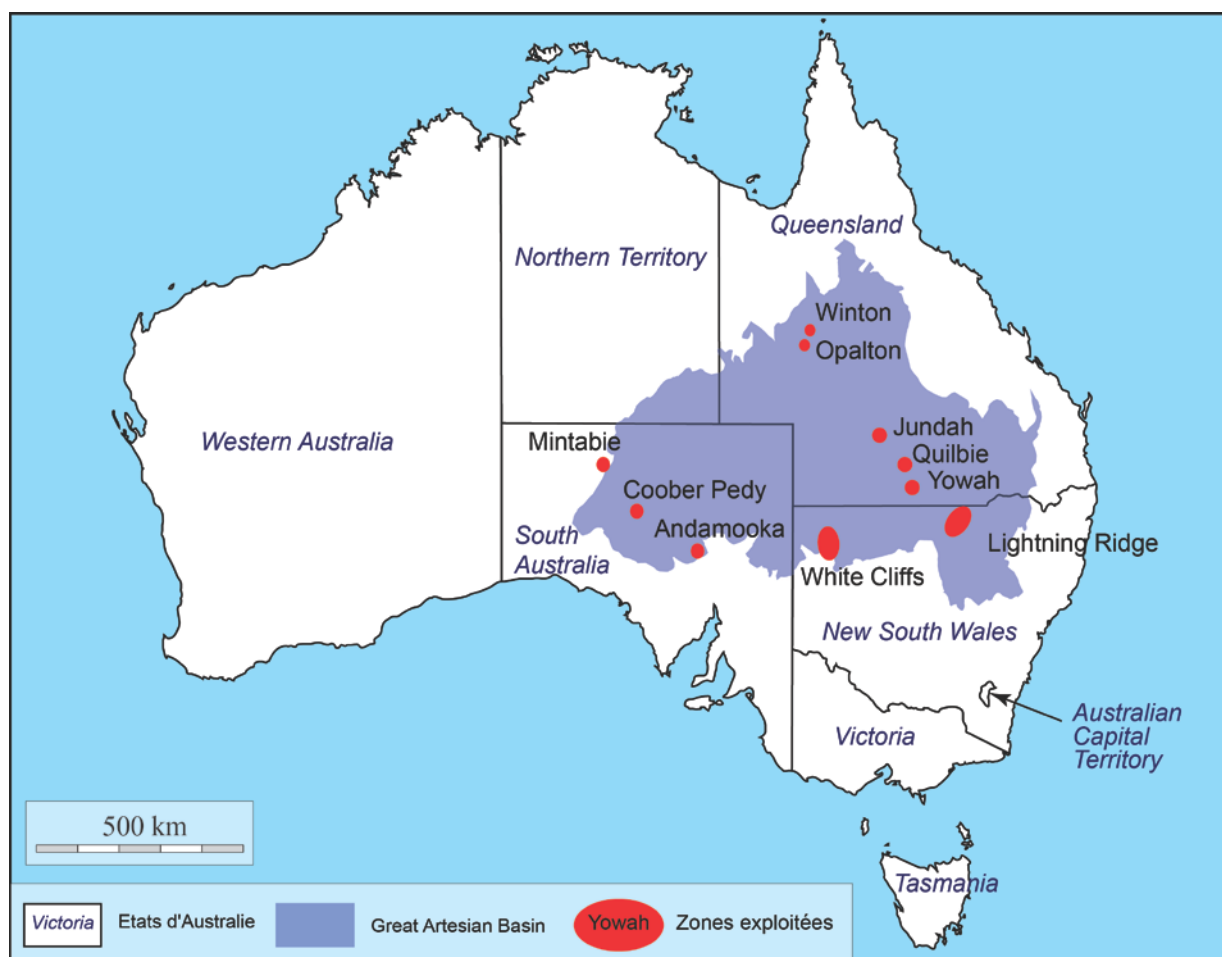 Queensland
Northern Territory
Winton
Opalton
Western Australia
Mintabie
Jundah
Quilbie
Yowah
Coober Pedy
Andamooka
South
Australia
Lightning Ridge
White Cliffs
New South Wales
Australian
Capital
Territory
Victoria
500 km
Tasmania
Victoria
Etats d'Australie
Great Artesian Basin
Yowah
Zones exploitées